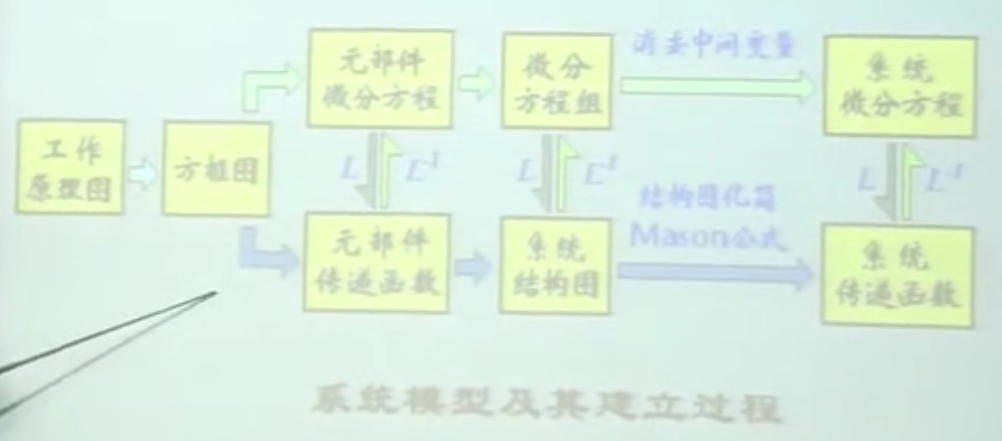 工作
原理图
方框图
元部件
微分方程
微分
方程组
消去中间变量
系统
微分方程
L
L⁻¹
L
L⁻¹
L
L⁻¹
结构图化简
Mason公式
元部件
传递函数
系统
结构图
系统
传递函数
系统模型及其建立过程